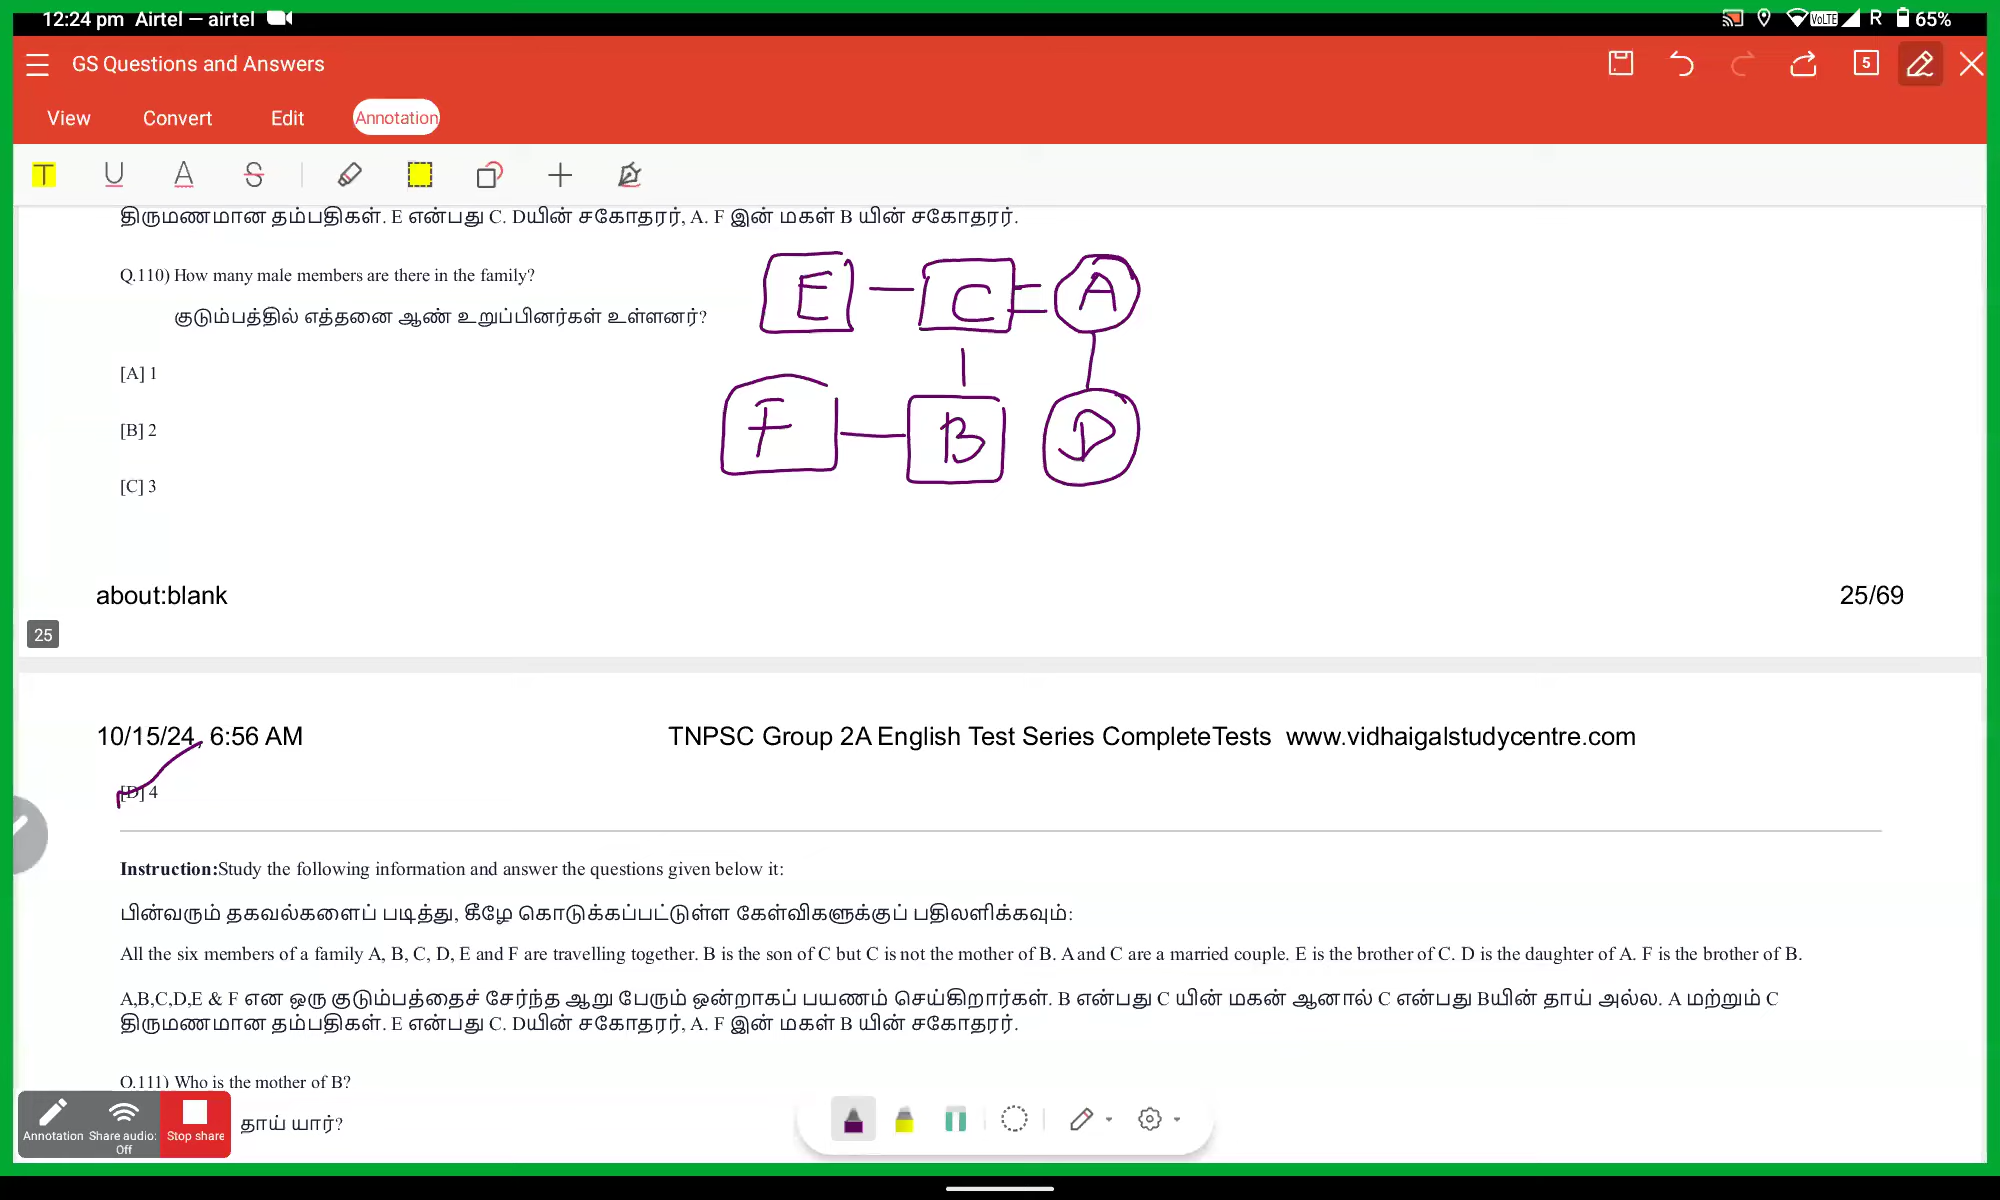 12:24 pm Airtel – airtel
VoLTE R 65%
GS Questions and Answers
5
View Convert Edit Annotation
T U A S
திருமணமான தம்பதிகள். E என்பது C. Dயின் சகோதரர், A. F இன் மகள் B யின் சகோதரர்.
Q.110) How many male members are there in the family?
குடும்பத்தில் எத்தனை ஆண் உறுப்பினர்கள் உள்ளனர்?
E C A
[A] 1
F B D
[B] 2
[C] 3
about:blank 25/69
25
10/15/24, 6:56 AM TNPSC Group 2A English Test Series CompleteTests www.vidhaigalstudycentre.com
[D] 4
Instruction:Study the following information and answer the questions given below it:
பின்வரும் தகவல்களைப் படித்து, கீழே கொடுக்கப்பட்டுள்ள கேள்விகளுக்குப் பதிலளிக்கவும்:
All the six members of a family A, B, C, D, E and F are travelling together. B is the son of C but C is not the mother of B. A and C are a married couple. E is the brother of C. D is the daughter of A. F is the brother of B.
A,B,C,D,E & F என ஒரு குடும்பத்தைச் சேர்ந்த ஆறு பேரும் ஒன்றாகப் பயணம் செய்கிறார்கள். B என்பது C யின் மகன் ஆனால் C என்பது Bயின் தாய் அல்ல. A மற்றும் C
திருமணமான தம்பதிகள். E என்பது C. Dயின் சகோதரர், A. F இன் மகள் B யின் சகோதரர்.
Q.111) Who is the mother of B?
தாய் யார்?
Annotation Share audio: Off Stop share